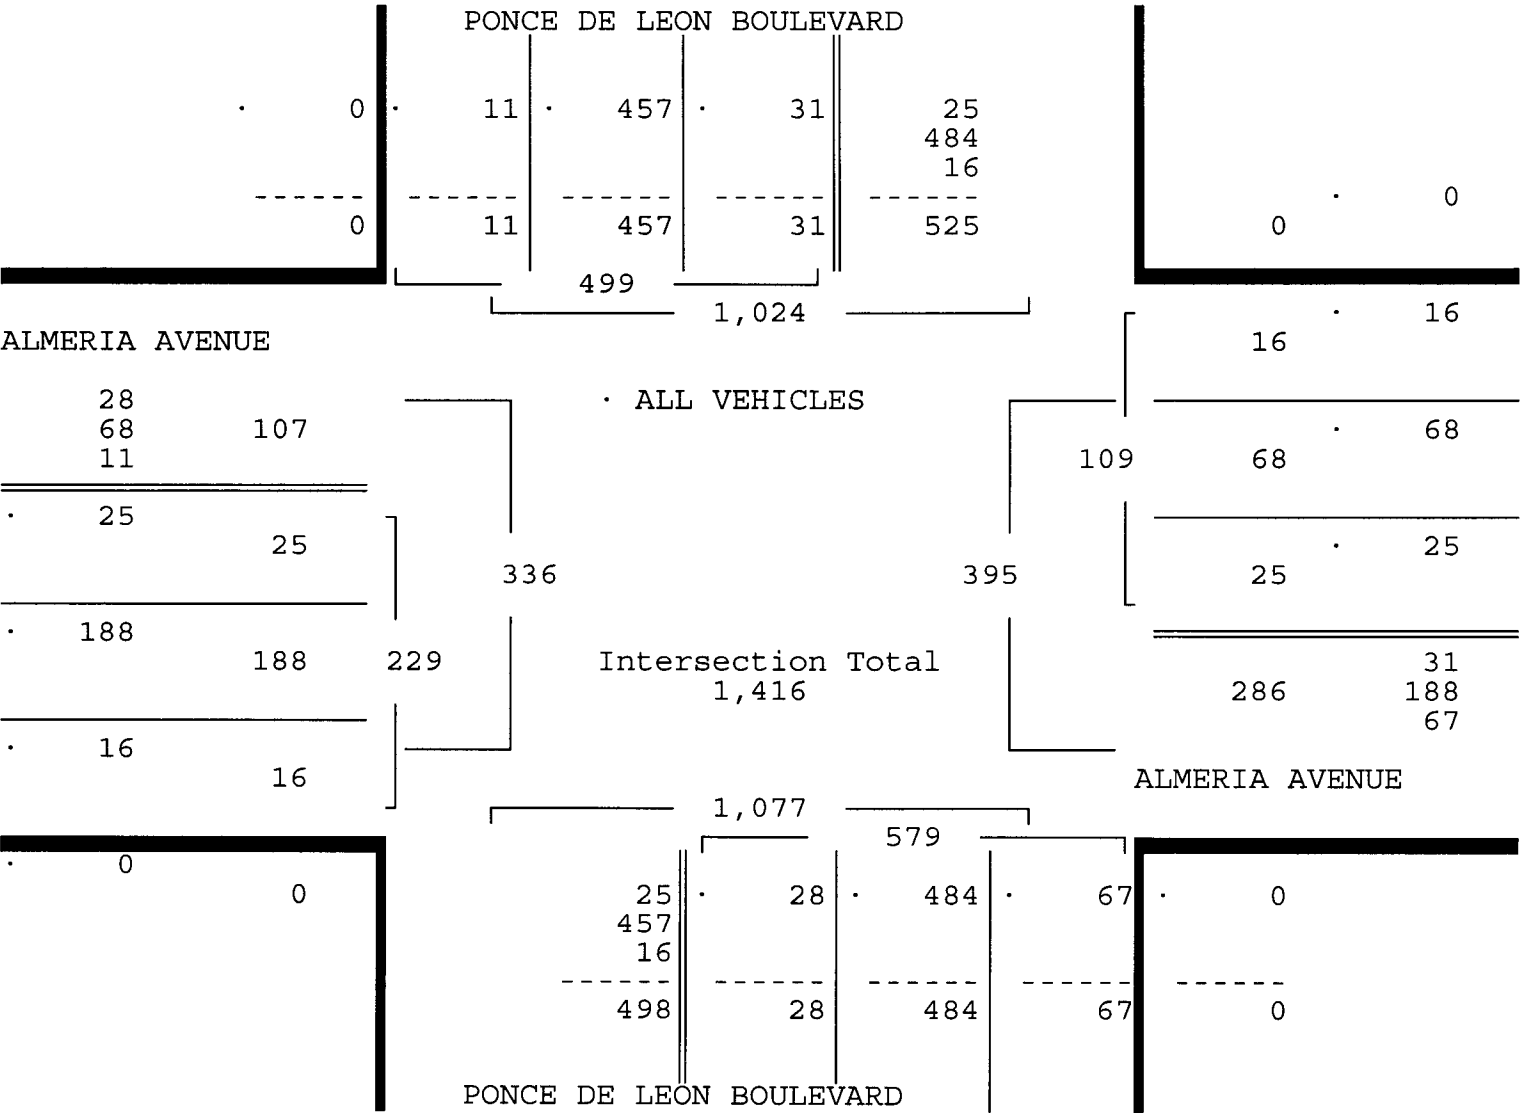 PONCE DE LEON BOULEVARD
· 0 · 11 · 457 · 31 25
484
16
------ ------ ------ ------ ------ · 0
0 11 457 31 525 0
499
1,024 · 16
ALMERIA AVENUE 16
28 · ALL VEHICLES
68 107 · 68
11 109 68
· 25
25 · 25
336 395 25
· 188
188 229 Intersection Total 31
1,416 286 188
67
· 16
16 ALMERIA AVENUE
1,077
579
· 0
0 25 · 28 · 484 · 67 · 0
457
16
------ ------ ------ ------ ------
498 28 484 67 0
PONCE DE LEON BOULEVARD